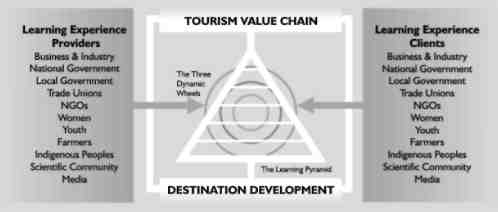 Learning Experience
Providers
Business & Industry
National Government
Local Government
Trade Unions
NGOs
Women
Youth
Farmers
Indigenous Peoples
Scientific Community
Media
TOURISM VALUE CHAIN
The Three
Dynamic
Wheels
The Learning Pyramid
DESTINATION DEVELOPMENT
Learning Experience
Clients
Business & Industry
National Government
Local Government
Trade Unions
NGOs
Women
Youth
Farmers
Indigenous Peoples
Scientific Community
Media